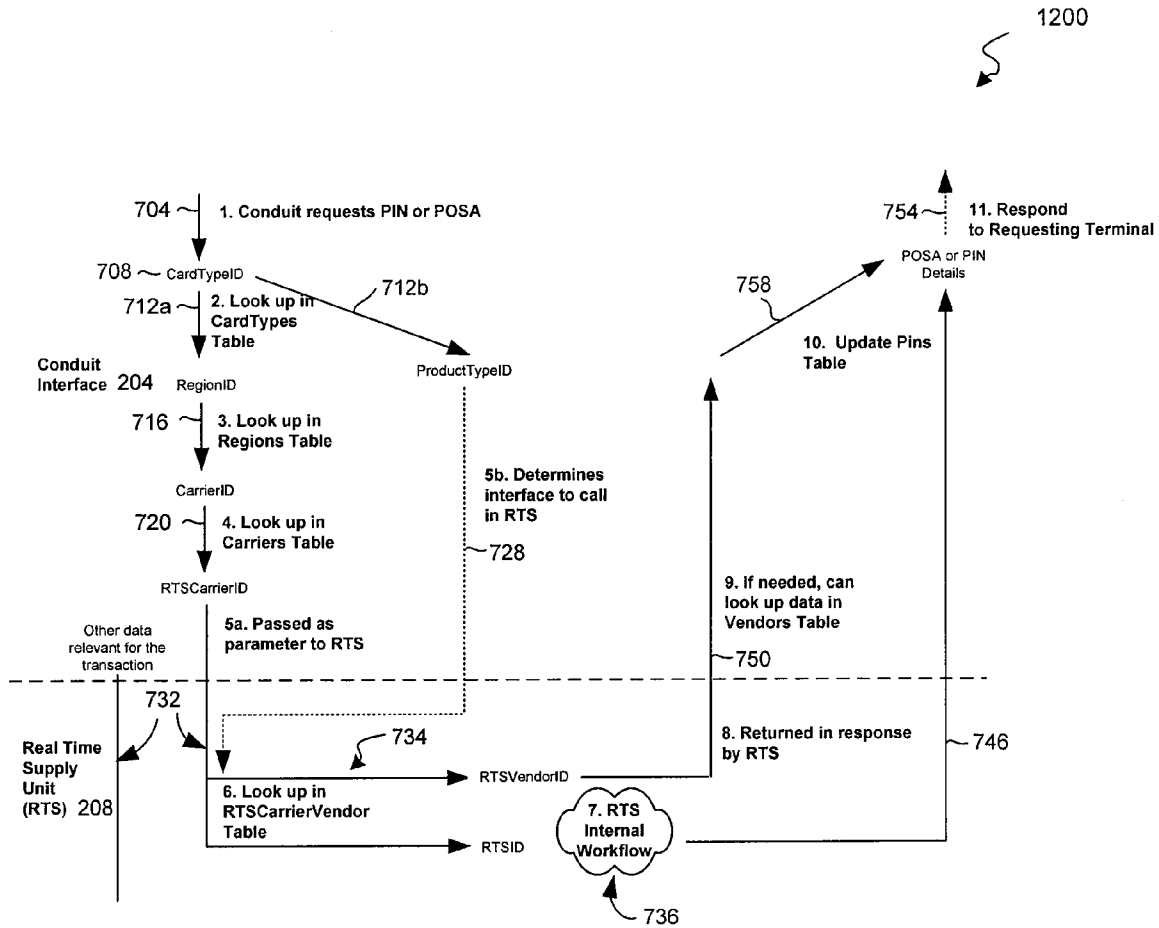 1200
704
1. Conduit requests PIN or POSA
754
11. Respond
to Requesting Terminal
708
CardTypeID
POSA or PIN
Details
712a
2. Look up in
CardTypes
Table
712b
758
10. Update Pins
Table
Conduit
Interface 204
RegionID
ProductTypeID
716
3. Look up in
Regions Table
CarrierID
5b. Determines
interface to call
in RTS
720
4. Look up in
Carriers Table
728
RTSCarrierID
9. If needed, can
look up data in
Vendors Table
Other data
relevant for the
transaction
5a. Passed as
parameter to RTS
750
732
Real Time
Supply
Unit
(RTS) 208
734
8. Returned in response
by RTS
746
6. Look up in
RTSCarrierVendor
Table
RTSVendorID
7. RTS
Internal
Workflow
RTSID
736